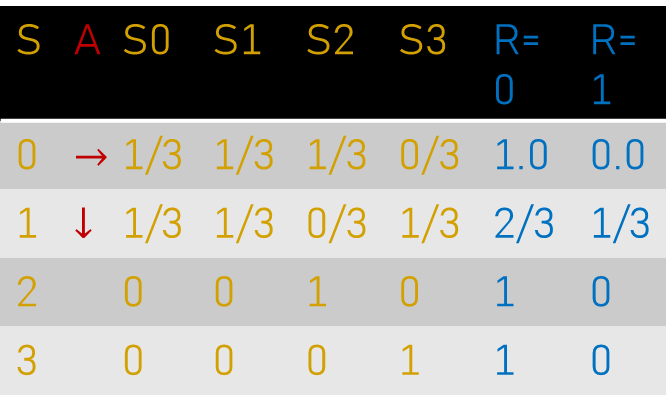 S A S0 S1 S2 S3 R=0 R=1
0 → 1/3 1/3 1/3 0/3 1.0 0.0
1 ↓ 1/3 1/3 0/3 1/3 2/3 1/3
2 0 0 1 0 1 0
3 0 0 0 1 1 0